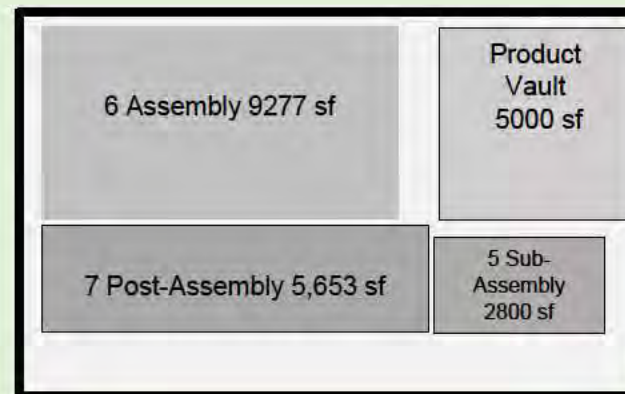 6 Assembly 9277 sf
Product
Vault
5000 sf
7 Post-Assembly 5,653 sf
5 Sub-
Assembly
2800 sf